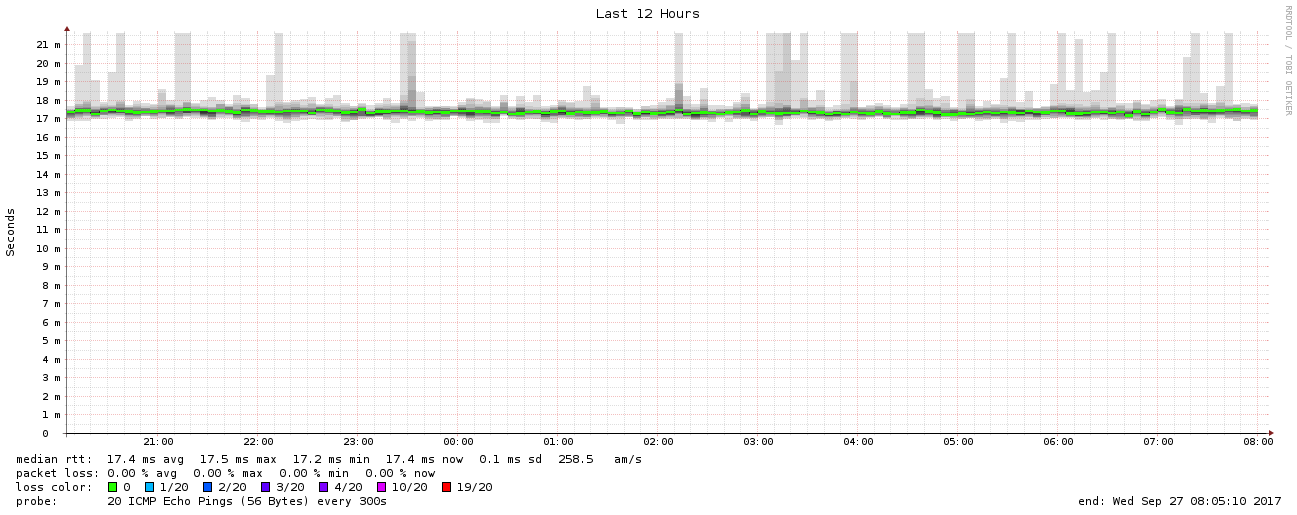 Last 12 Hours
RRDTOOL / TOBI OETIKER
Seconds
21 m
20 m
19 m
18 m
17 m
16 m
15 m
14 m
13 m
12 m
11 m
10 m
9 m
8 m
7 m
6 m
5 m
4 m
3 m
2 m
1 m
0
21:00 22:00 23:00 00:00 01:00 02:00 03:00 04:00 05:00 06:00 07:00 08:00
median rtt: 17.4 ms avg 17.5 ms max 17.2 ms min 17.4 ms now 0.1 ms sd 258.5 am/s
packet loss: 0.00 % avg 0.00 % max 0.00 % min 0.00 % now
loss color: 0 1/20 2/20 3/20 4/20 10/20 19/20
probe: 20 ICMP Echo Pings (56 Bytes) every 300s end: Wed Sep 27 08:05:10 2017